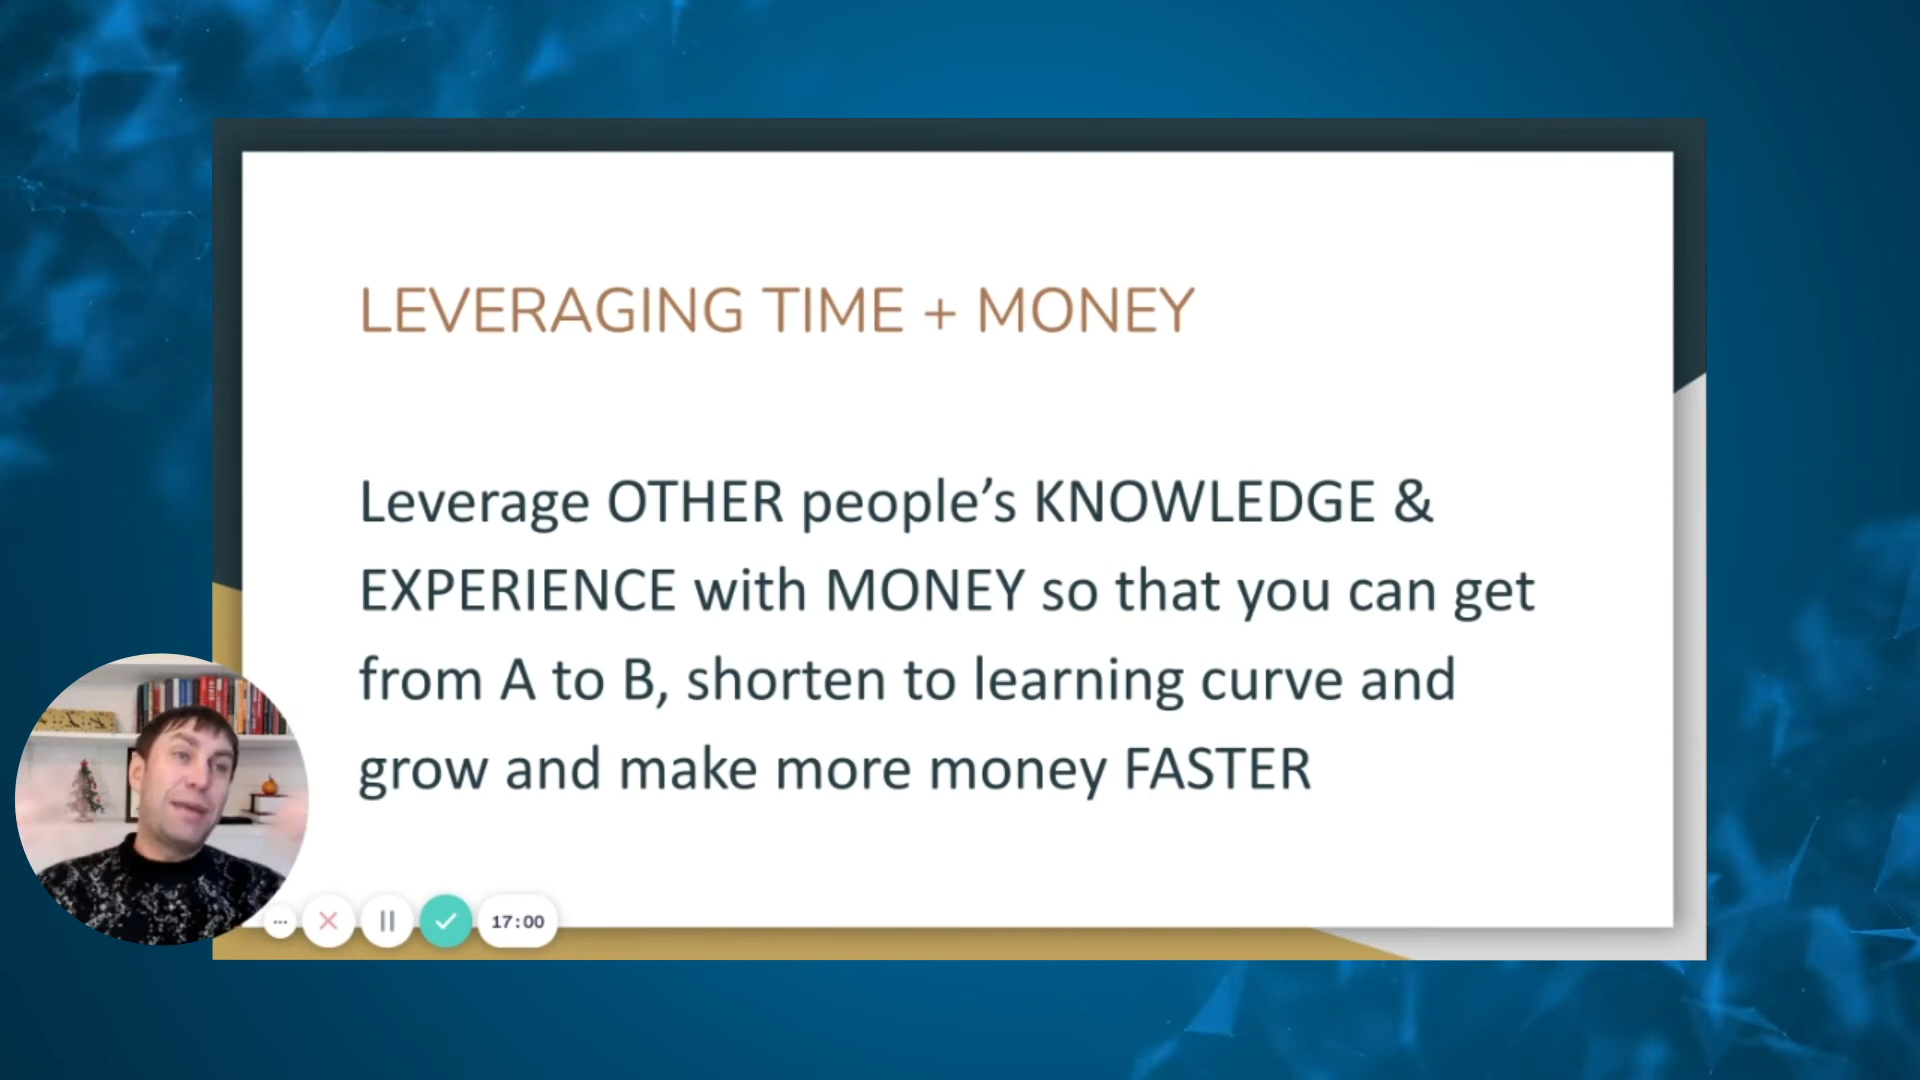 LEVERAGING TIME + MONEY
Leverage OTHER people’s KNOWLEDGE &
EXPERIENCE with MONEY so that you can get
from A to B, shorten to learning curve and
grow and make more money FASTER
17:00